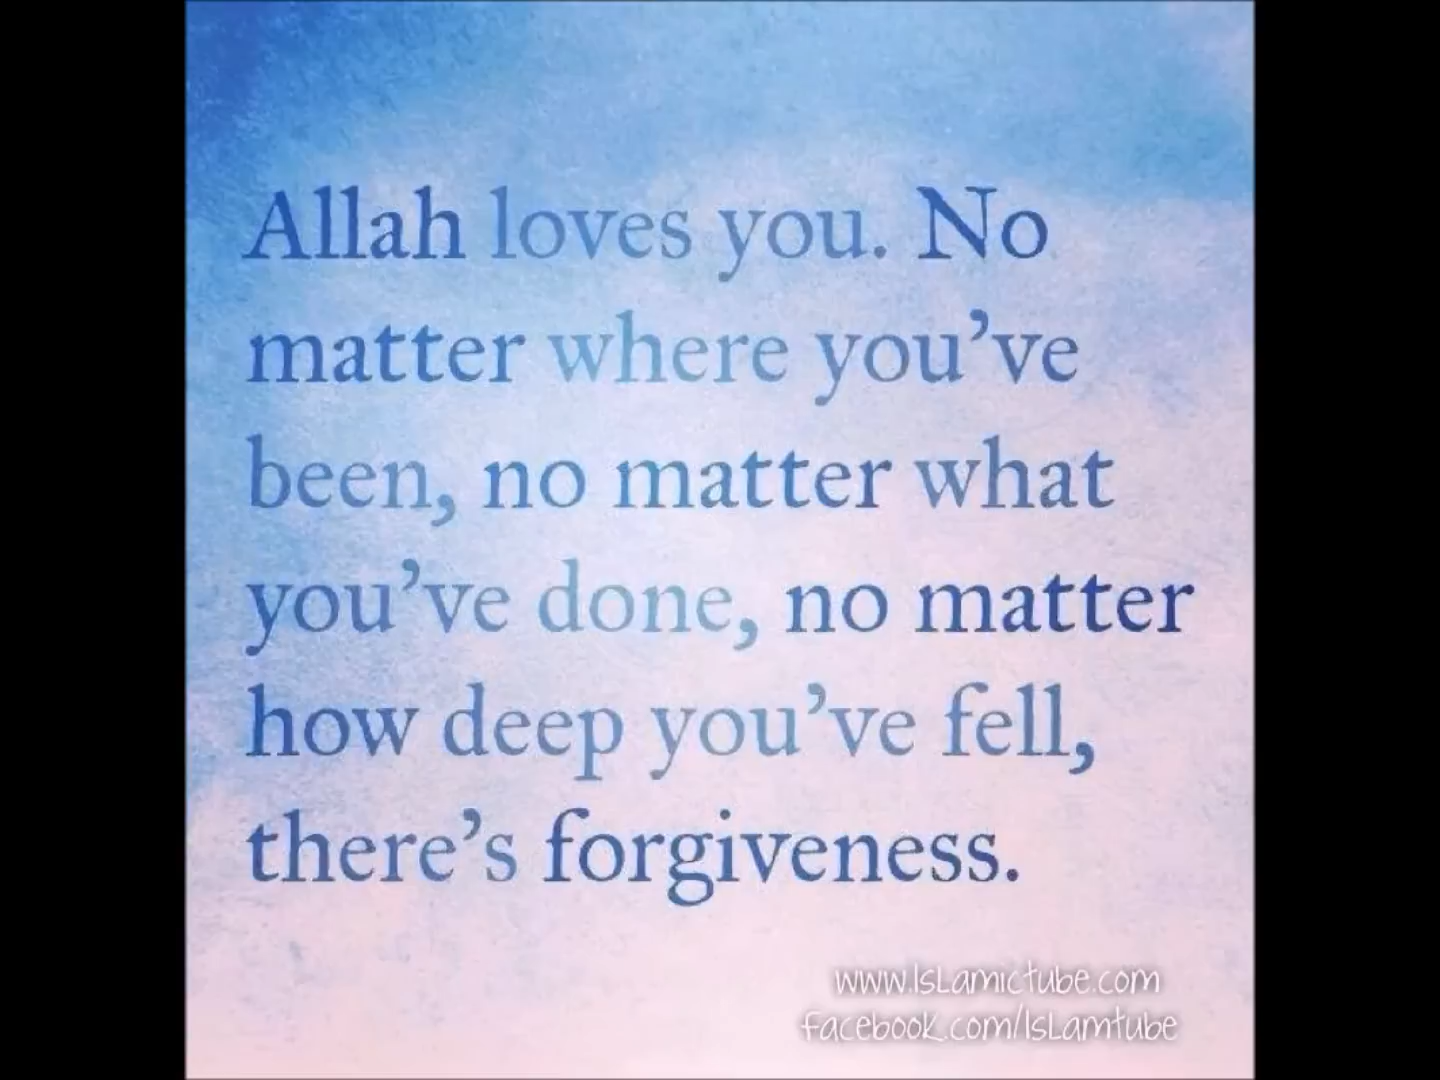 Allah loves you. No
matter where you've
been, no matter what
you've done, no matter
how deep you've fell,
there's forgiveness.
www.IsLamictube.com
facebook.com/IsLamtube